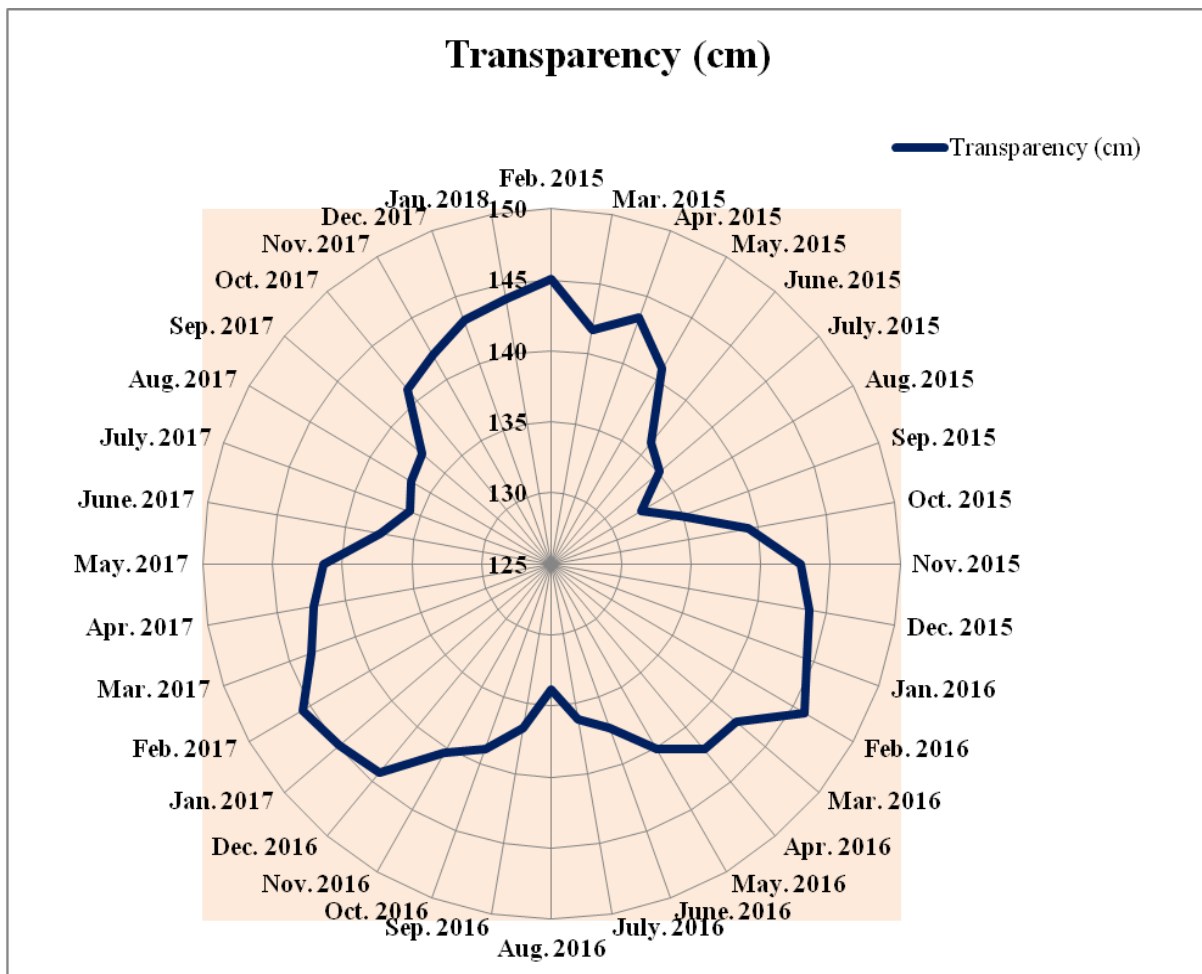 Transparency (cm)
Transparency (cm)
Feb. 2015
Mar. 2015
Apr. 2015
May. 2015
June. 2015
July. 2015
Aug. 2015
Sep. 2015
Oct. 2015
Nov. 2015
Dec. 2015
Jan. 2016
Feb. 2016
Mar. 2016
Apr. 2016
May. 2016
June. 2016
July. 2016
Aug. 2016
Sep. 2016
Oct. 2016
Nov. 2016
Dec. 2016
Jan. 2017
Feb. 2017
Mar. 2017
Apr. 2017
May. 2017
June. 2017
July. 2017
Aug. 2017
Sep. 2017
Oct. 2017
Nov. 2017
Dec. 2017
Jan. 2018
150
145
140
135
130
125